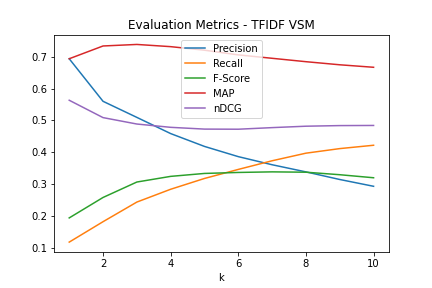 Evaluation Metrics - TFIDF VSM
Precision
Recall
F-Score
MAP
nDCG
0.7
0.6
0.5
0.4
0.3
0.2
0.1
2 4 6 8 10
k